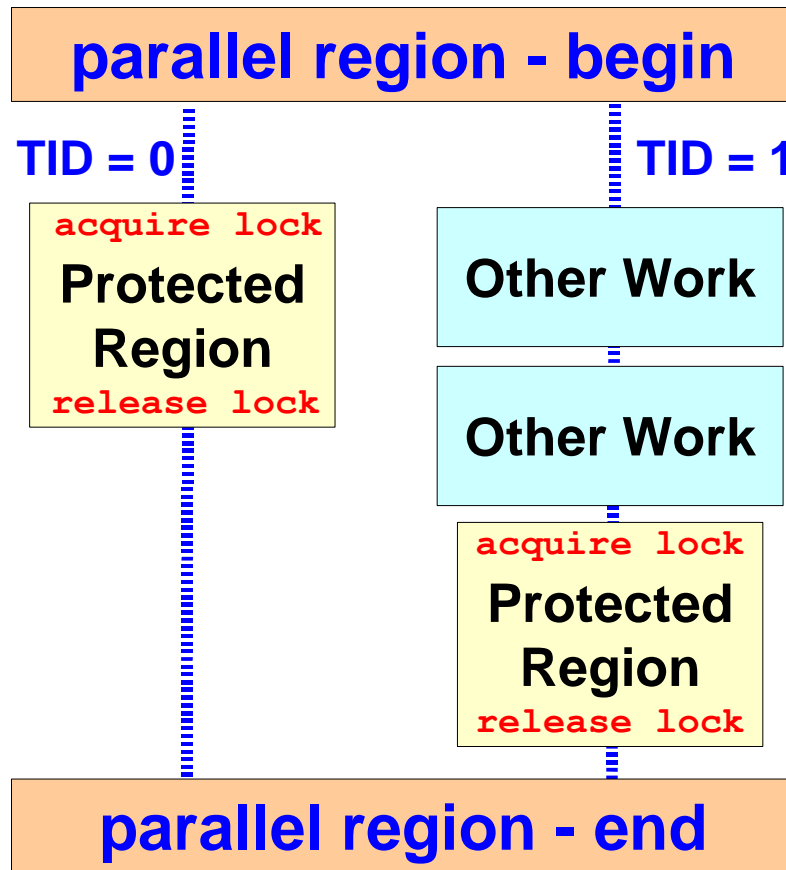 parallel region - begin
TID = 0
TID = 1
acquire lock
Protected
Region
release lock
Other Work
Other Work
acquire lock
Protected
Region
release lock
parallel region - end